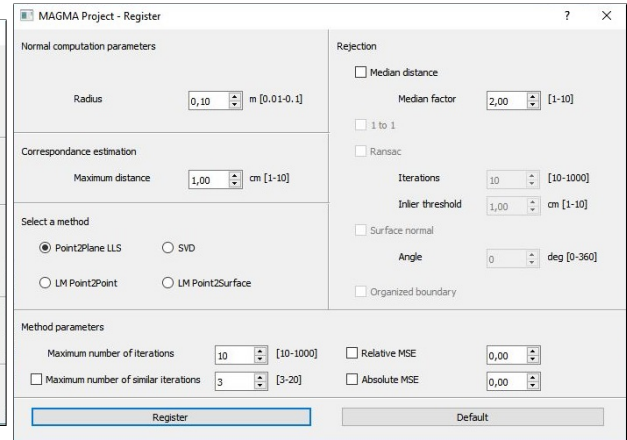 MAGMA Project - Register ? ×
Normal computation parameters
Radius 0,10 m [0.01-0.1]
Correspondance estimation
Maximum distance 1,00 cm [1-10]
Select a method
Point2Plane LLS SVD
LM Point2Point LM Point2Surface
Rejection
Median distance
Median factor 2,00 [1-10]
1 to 1
Ransac
Iterations 10 [10-1000]
Inlier threshold 1,00 cm [1-10]
Surface normal
Angle 0 deg [0-360]
Organized boundary
Method parameters
Maximum number of iterations 10 [10-1000] Relative MSE 0,00
Maximum number of similar iterations 3 [3-20] Absolute MSE 0,00
Register Default